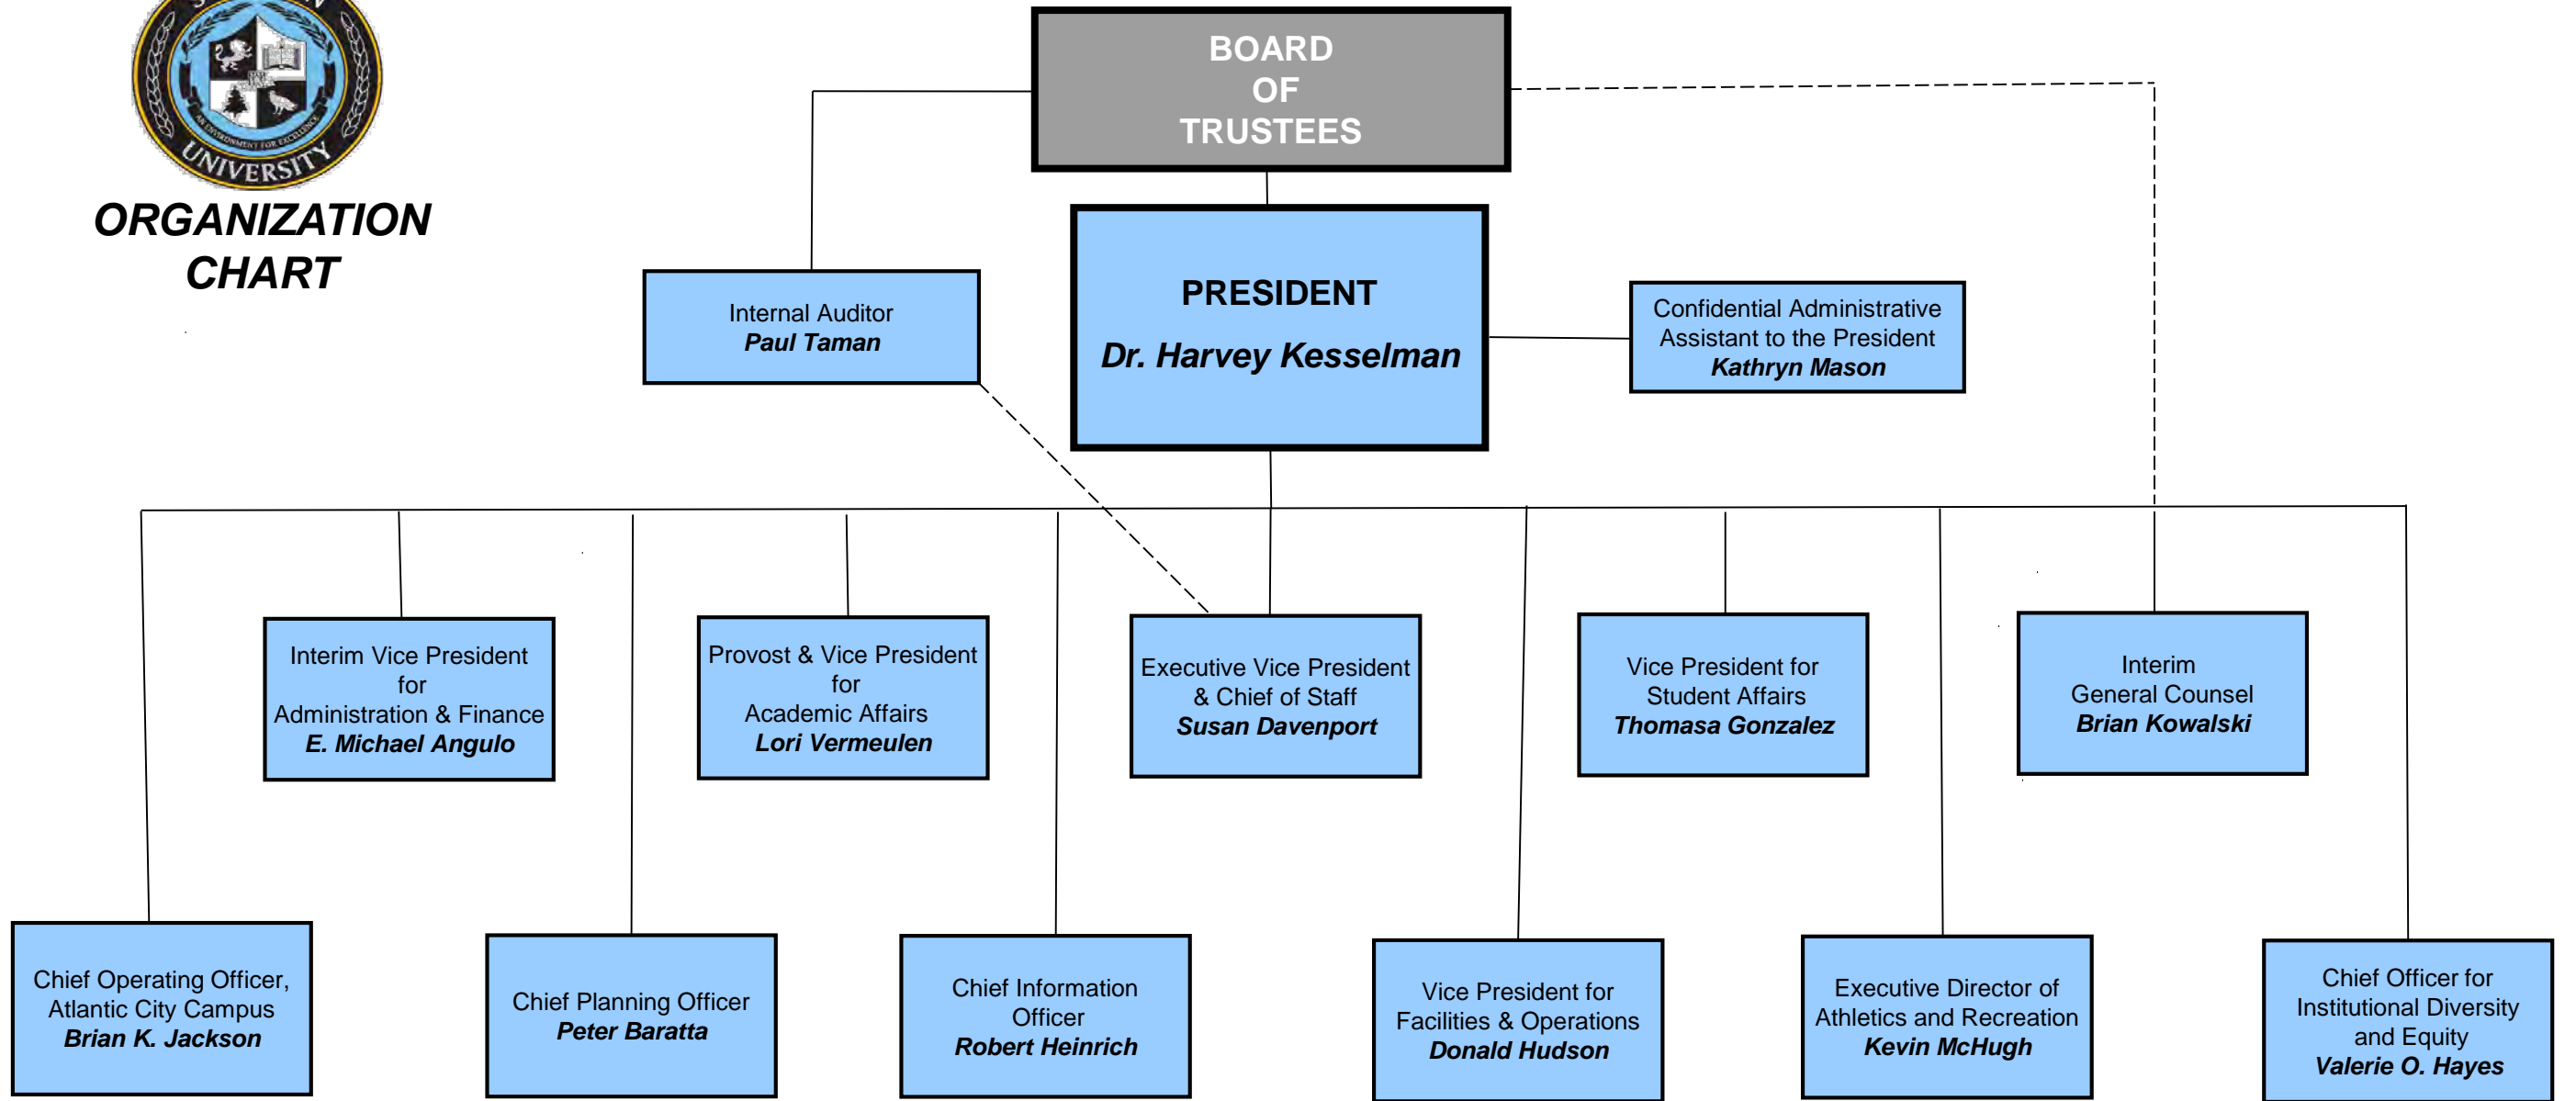 UNIVERSITY
AN ENVIRONMENT FOR EXCELLENCE
ORGANIZATION
CHART
BOARD
OF
TRUSTEES
PRESIDENT
Dr. Harvey Kesselman
Internal Auditor
Paul Taman
Confidential Administrative
Assistant to the President
Kathryn Mason
Interim Vice President
for
Administration & Finance
E. Michael Angulo
Provost & Vice President
for
Academic Affairs
Lori Vermeulen
Executive Vice President
& Chief of Staff
Susan Davenport
Vice President for
Student Affairs
Thomasa Gonzalez
Interim
General Counsel
Brian Kowalski
Chief Operating Officer,
Atlantic City Campus
Brian K. Jackson
Chief Planning Officer
Peter Baratta
Chief Information
Officer
Robert Heinrich
Vice President for
Facilities & Operations
Donald Hudson
Executive Director of
Athletics and Recreation
Kevin McHugh
Chief Officer for
Institutional Diversity
and Equity
Valerie O. Hayes